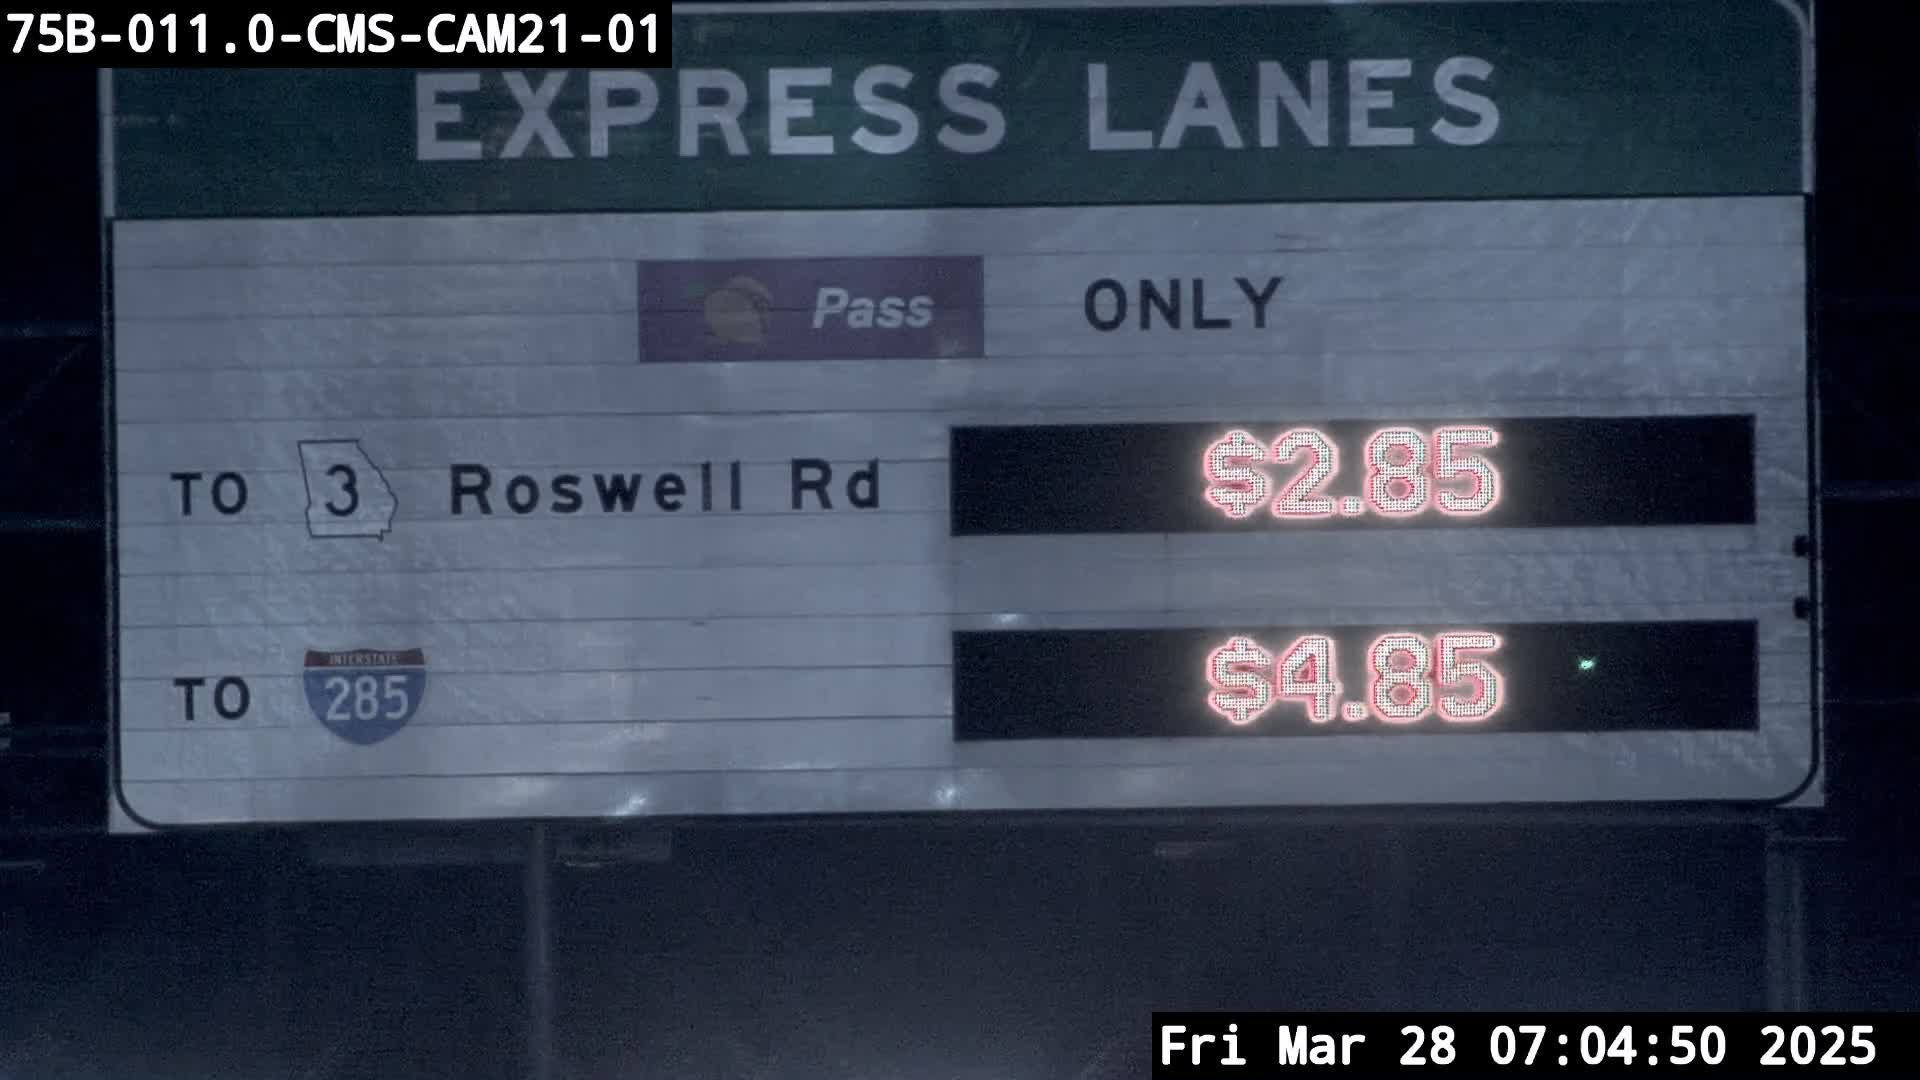 75B-011.0-CMS-CAM21-01
EXPRESS LANES
Pass ONLY
TO 3 Roswell Rd $2.85
INTERSTATE
TO 285 $4.85
Fri Mar 28 07:04:50 2025